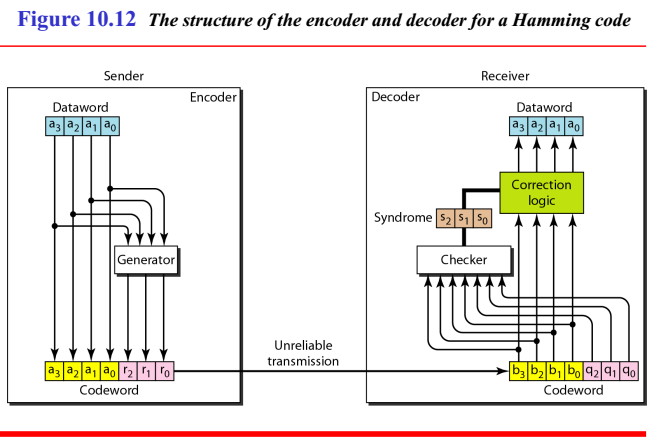 Figure 10.12 The structure of the encoder and decoder for a Hamming code
Sender
Encoder
Dataword
a3 a2 a1 a0
Generator
a3 a2 a1 a0 r2 r1 r0
Codeword
Unreliable
transmission
Receiver
Decoder
Dataword
a3 a2 a1 a0
Correction
logic
Syndrome s2 s1 s0
Checker
b3 b2 b1 b0 q2 q1 q0
Codeword